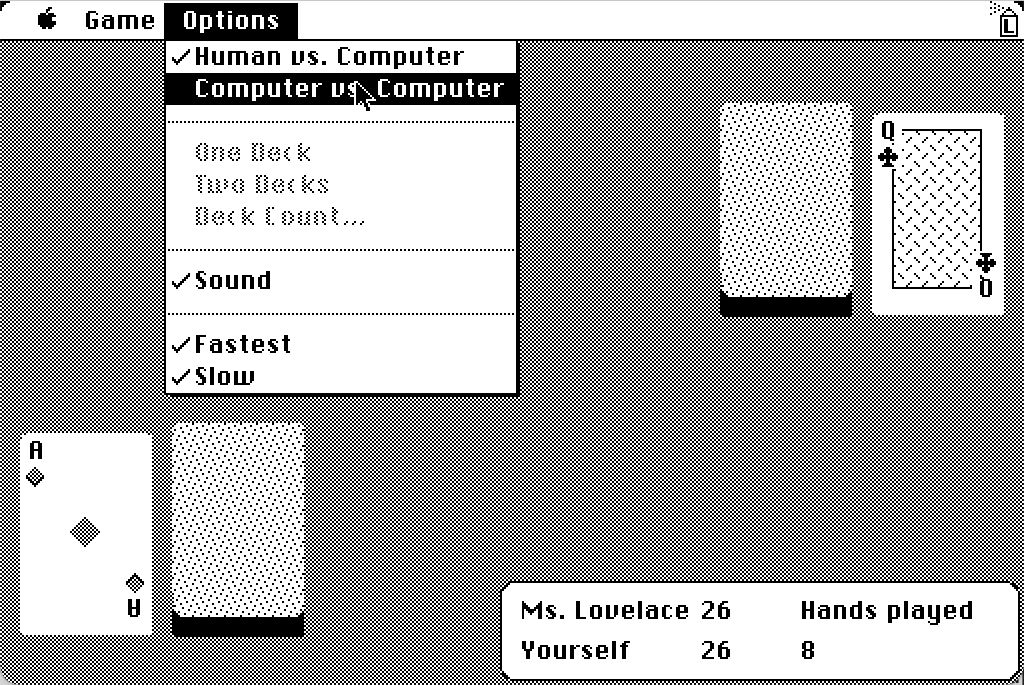 Game Options
L
Human vs. Computer
Computer vs. Computer
One Deck
Two Decks
Deck Count...
Sound
Fastest
Slow
Q
Q
A
A
Ms. Lovelace 26 Hands played
Yourself 26 8